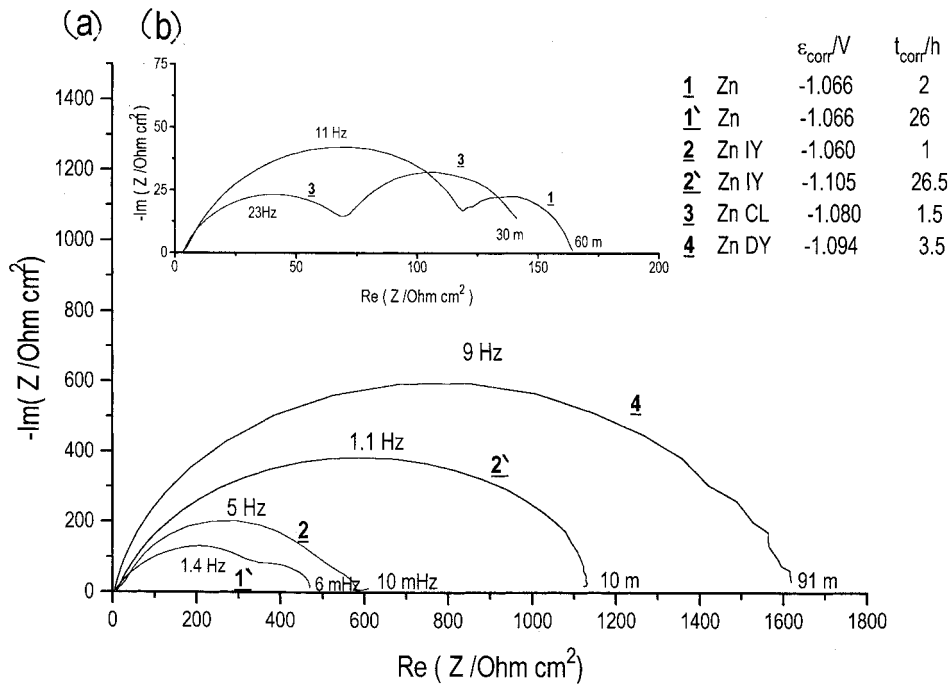 (a) (b)
ε_corr/V t_corr/h
1 Zn -1.066 2
1` Zn -1.066 26
2 Zn IY -1.060 1
2` Zn IY -1.105 26.5
3 Zn CL -1.080 1.5
4 Zn DY -1.094 3.5
-Im( Z /Ohm cm²)
75
50
25
0
11 Hz
3
3
1
23Hz
30 m
60 m
0 50 100 150 200
Re ( Z /Ohm cm²)
-Im( Z /Ohm cm²)
1400
1200
1000
800
600
400
200
0
9 Hz
4
1.1 Hz
2`
5 Hz
2
1.4 Hz
1`
6 mHz
10 mHz
10 m
91 m
0 200 400 600 800 1000 1200 1400 1600 1800
Re ( Z /Ohm cm²)